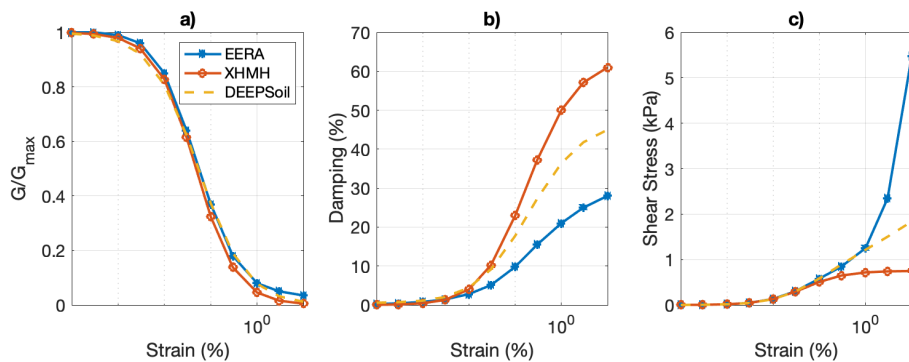 a)
G/Gmax
1
0.8
0.6
0.4
0.2
0
10^0
Strain (%)
EERA
XHMH
DEEPSoil
b)
Damping (%)
70
60
50
40
30
20
10
0
10^0
Strain (%)
c)
Shear Stress (kPa)
6
5
4
3
2
1
0
10^0
Strain (%)